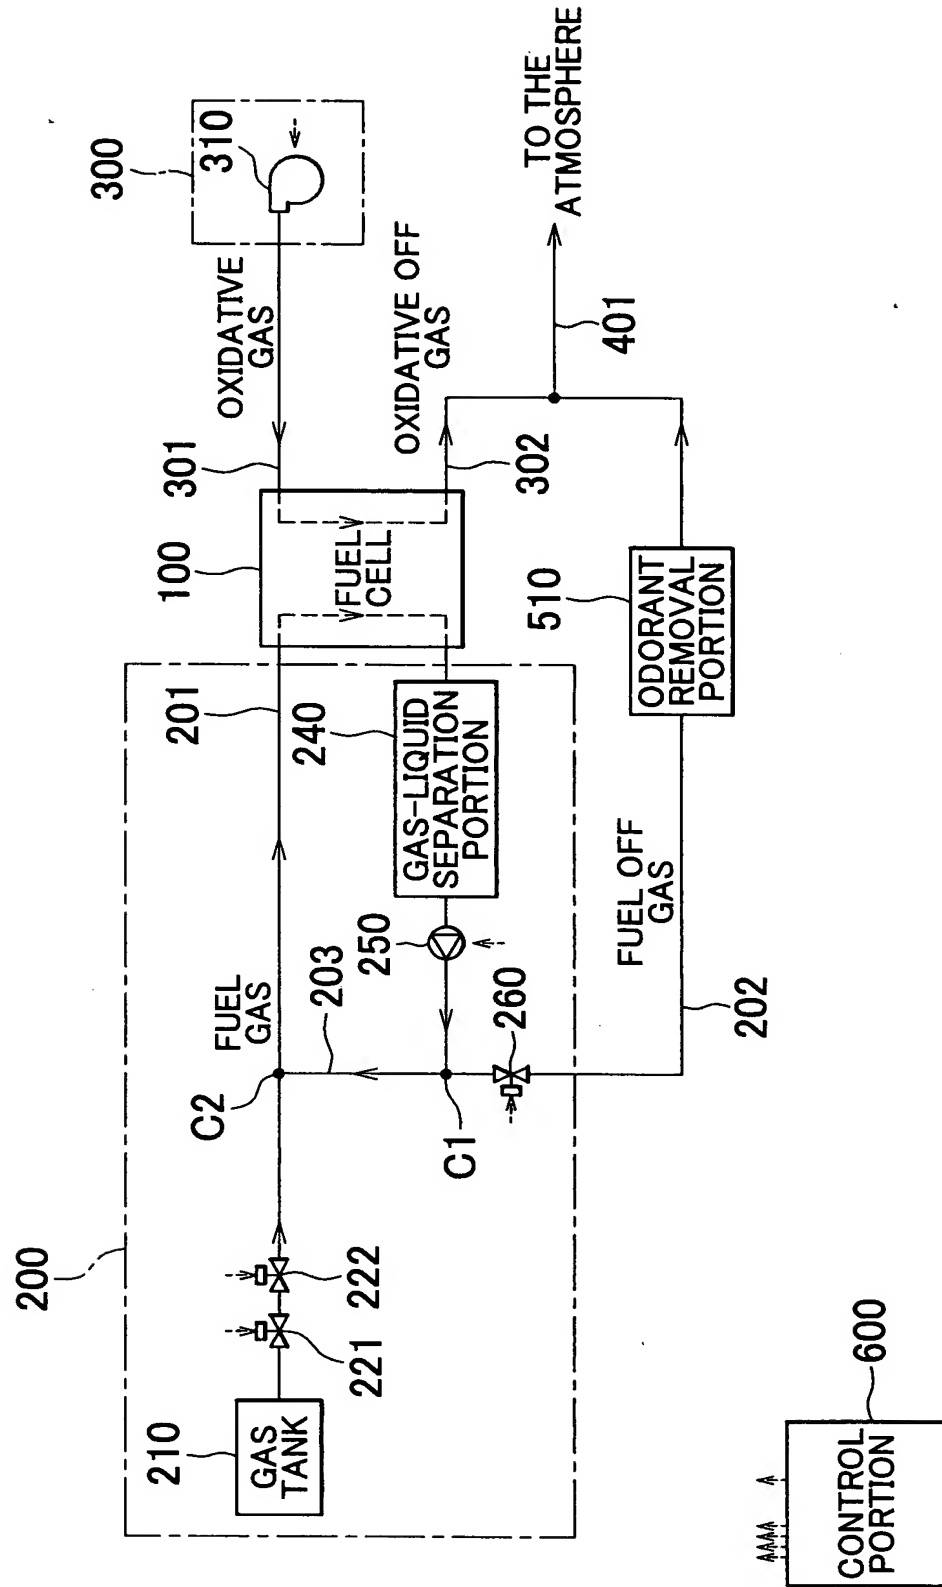 300
310
TO THE
ATMOSPHERE
OXIDATIVE
GAS
OXIDATIVE OFF
GAS
401
301
302
100
FUEL
CELL
510
ODORANT
REMOVAL
PORTION
201
240
GAS-LIQUID
SEPARATION
PORTION
250
FUEL OFF
GAS
FUEL
GAS
203
260
202
C2
C1
200
222
221
210
GAS
TANK
600
CONTROL
PORTION